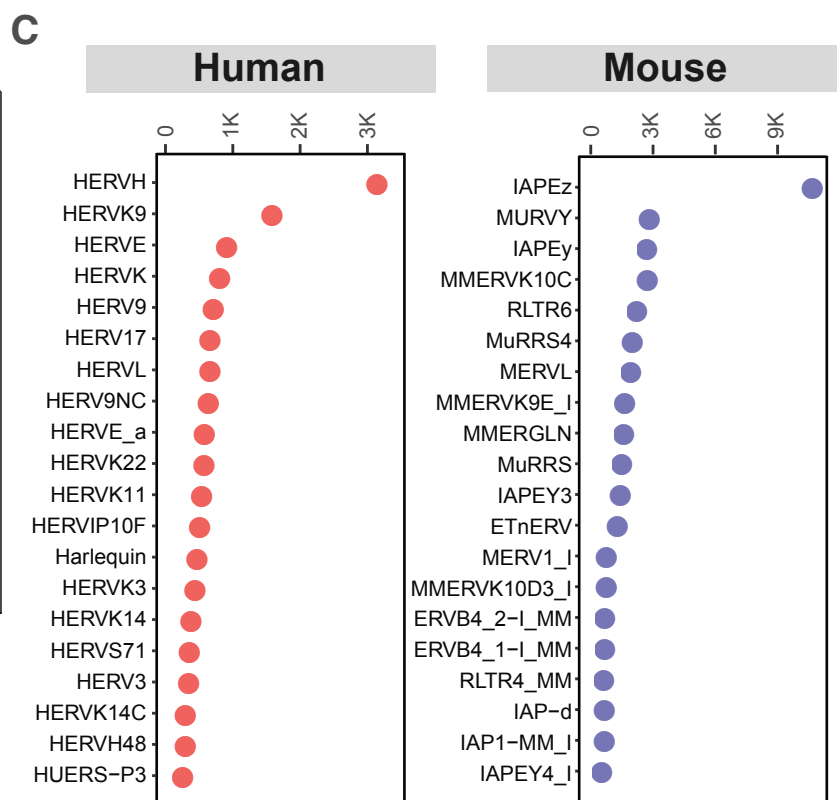 C
Human
0 1K 2K 3K
HERVH
HERVK9
HERVE
HERVK
HERV9
HERV17
HERVL
HERV9NC
HERVE_a
HERVK22
HERVK11
HERVIP10F
Harlequin
HERVK3
HERVK14
HERVS71
HERV3
HERVK14C
HERVH48
HUERS−P3
Mouse
0 3K 6K 9K
IAPEz
MURVY
IAPEy
MMERVK10C
RLTR6
MuRRS4
MERVL
MMERVK9E_I
MMERGLN
MuRRS
IAPEY3
ETnERV
MERV1_I
MMERVK10D3_I
ERVB4_2−I_MM
ERVB4_1−I_MM
RLTR4_MM
IAP−d
IAP1−MM_I
IAPEY4_I